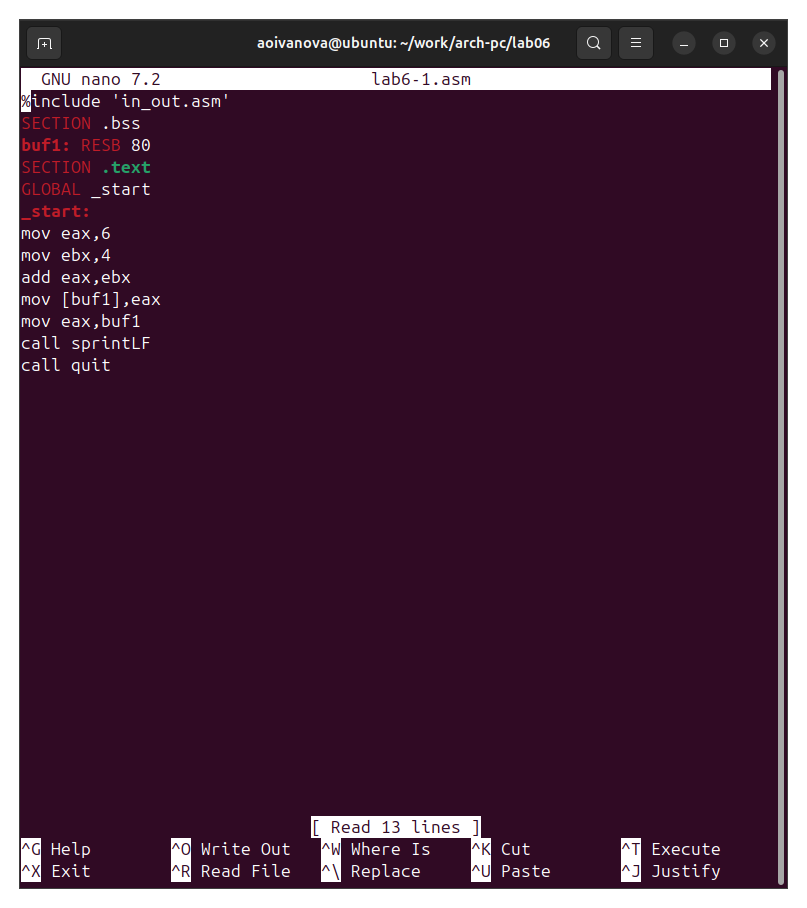 aoivanova@ubuntu: ~/work/arch-pc/lab06
GNU nano 7.2 lab6-1.asm
%include 'in_out.asm'
SECTION .bss
buf1: RESB 80
SECTION .text
GLOBAL _start
_start:
mov eax,6
mov ebx,4
add eax,ebx
mov [buf1],eax
mov eax,buf1
call sprintLF
call quit
[ Read 13 lines ]
^G Help ^O Write Out ^W Where Is ^K Cut ^T Execute
^X Exit ^R Read File ^\ Replace ^U Paste ^J Justify